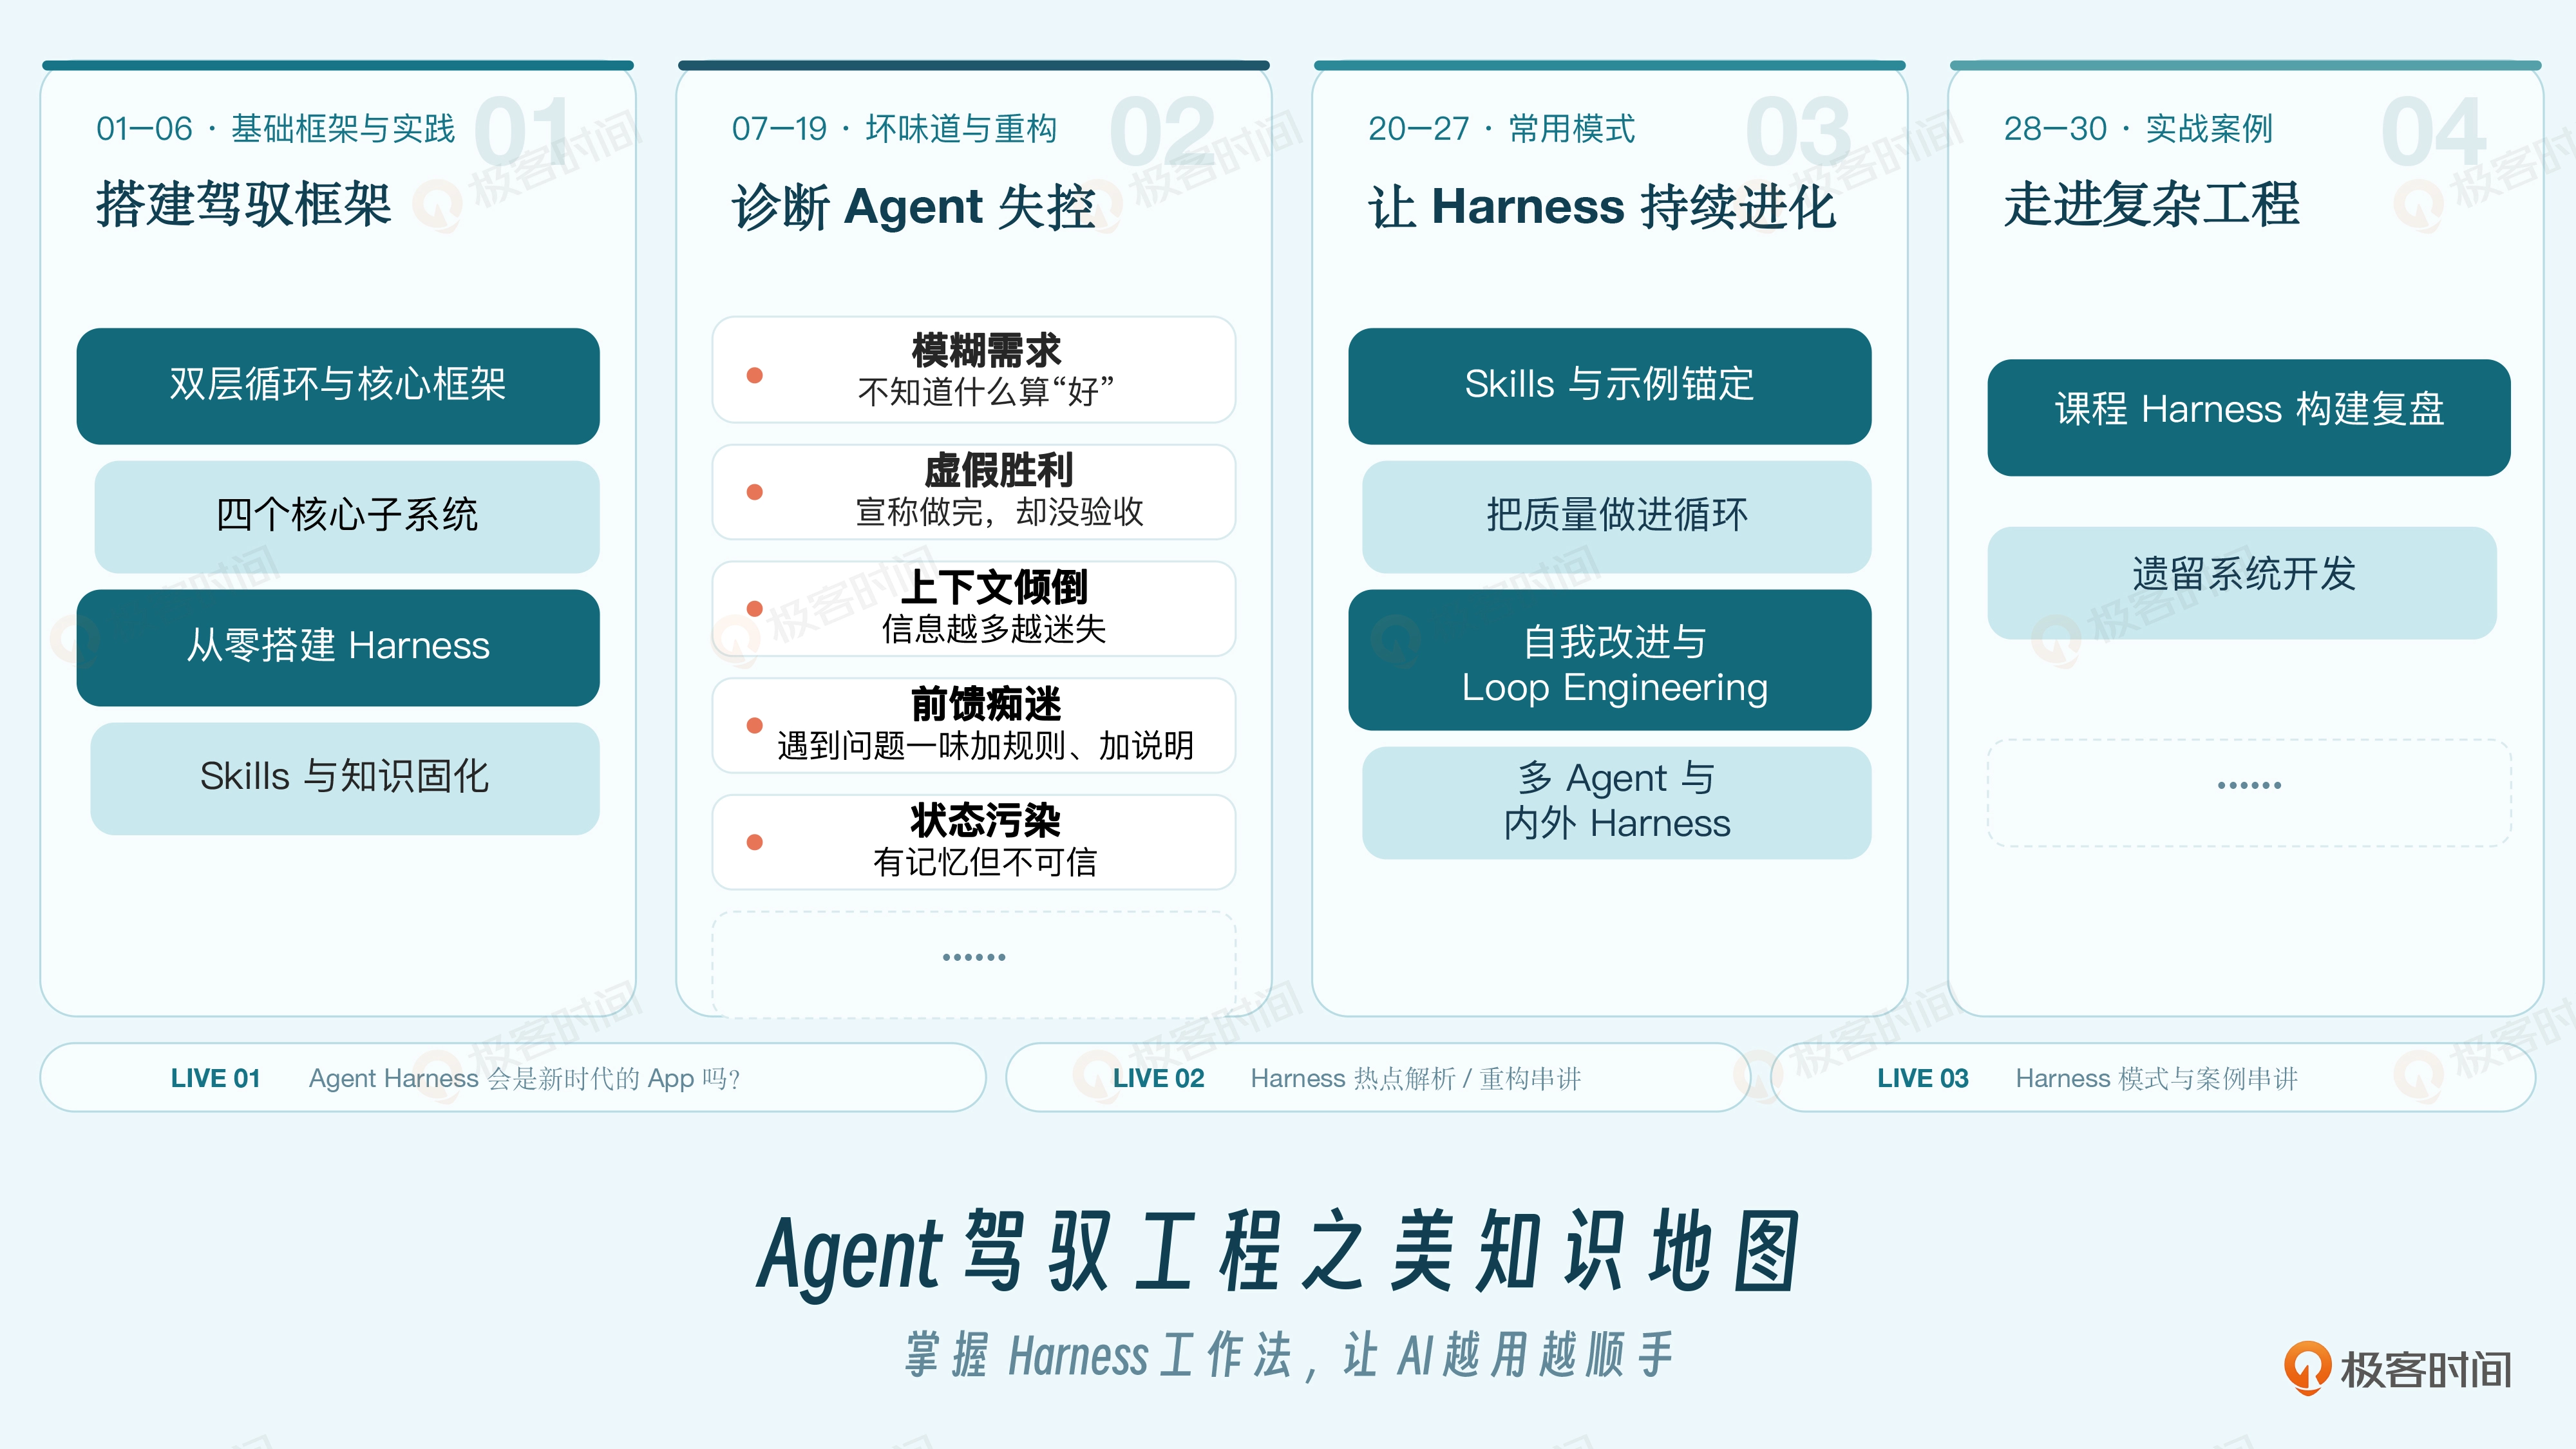 01—06 · 基础框架与实践
01
搭建驾驭框架
双层循环与核心框架
四个核心子系统
从零搭建 Harness
Skills 与知识固化
07—19 · 坏味道与重构
02
诊断 Agent 失控
模糊需求
不知道什么算“好”
虚假胜利
宣称做完，却没验收
上下文倾倒
信息越多越迷失
前馈痴迷
遇到问题一味加规则、加说明
状态污染
有记忆但不可信
······
20—27 · 常用模式
03
让 Harness 持续进化
Skills 与示例锚定
把质量做进循环
自我改进与
Loop Engineering
多 Agent 与
内外 Harness
28—30 · 实战案例
04
走进复杂工程
课程 Harness 构建复盘
遗留系统开发
······
LIVE 01 Agent Harness 会是新时代的 App 吗？
LIVE 02 Harness 热点解析 / 重构串讲
LIVE 03 Harness 模式与案例串讲
Agent 驾驭工程之美知识地图
掌握 Harness 工作法，让 AI 越用越顺手
极客时间